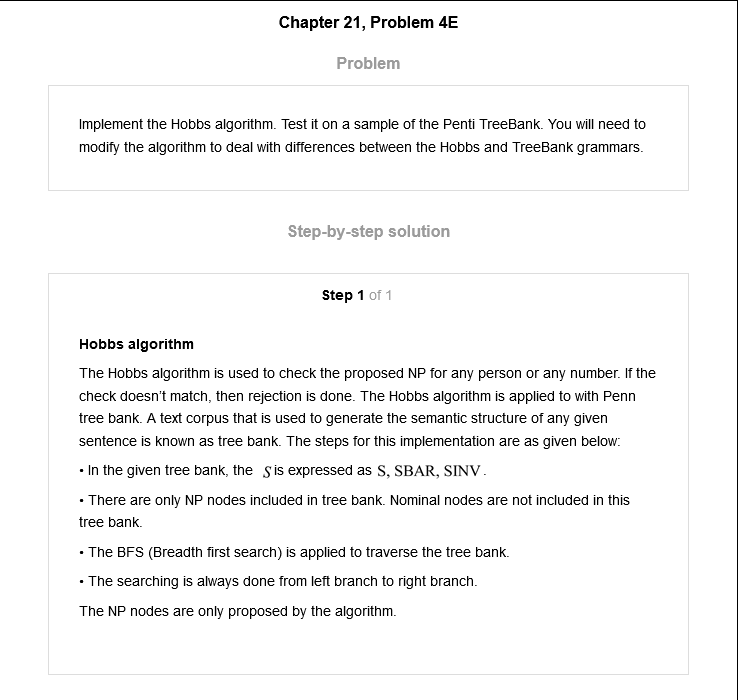 Chapter 21, Problem 4E
Problem
Implement the Hobbs algorithm. Test it on a sample of the Penti TreeBank. You will need to
modify the algorithm to deal with differences between the Hobbs and TreeBank grammars.
Step-by-step solution
Step 1 of 1
Hobbs algorithm
The Hobbs algorithm is used to check the proposed NP for any person or any number. If the
check doesn't match, then rejection is done. The Hobbs algorithm is applied to with Penn
tree bank. A text corpus that is used to generate the semantic structure of any given
sentence is known as tree bank. The steps for this implementation are as given below:
• In the given tree bank, the S is expressed as S, SBAR, SINV.
• There are only NP nodes included in tree bank. Nominal nodes are not included in this
tree bank.
• The BFS (Breadth first search) is applied to traverse the tree bank.
• The searching is always done from left branch to right branch.
The NP nodes are only proposed by the algorithm.